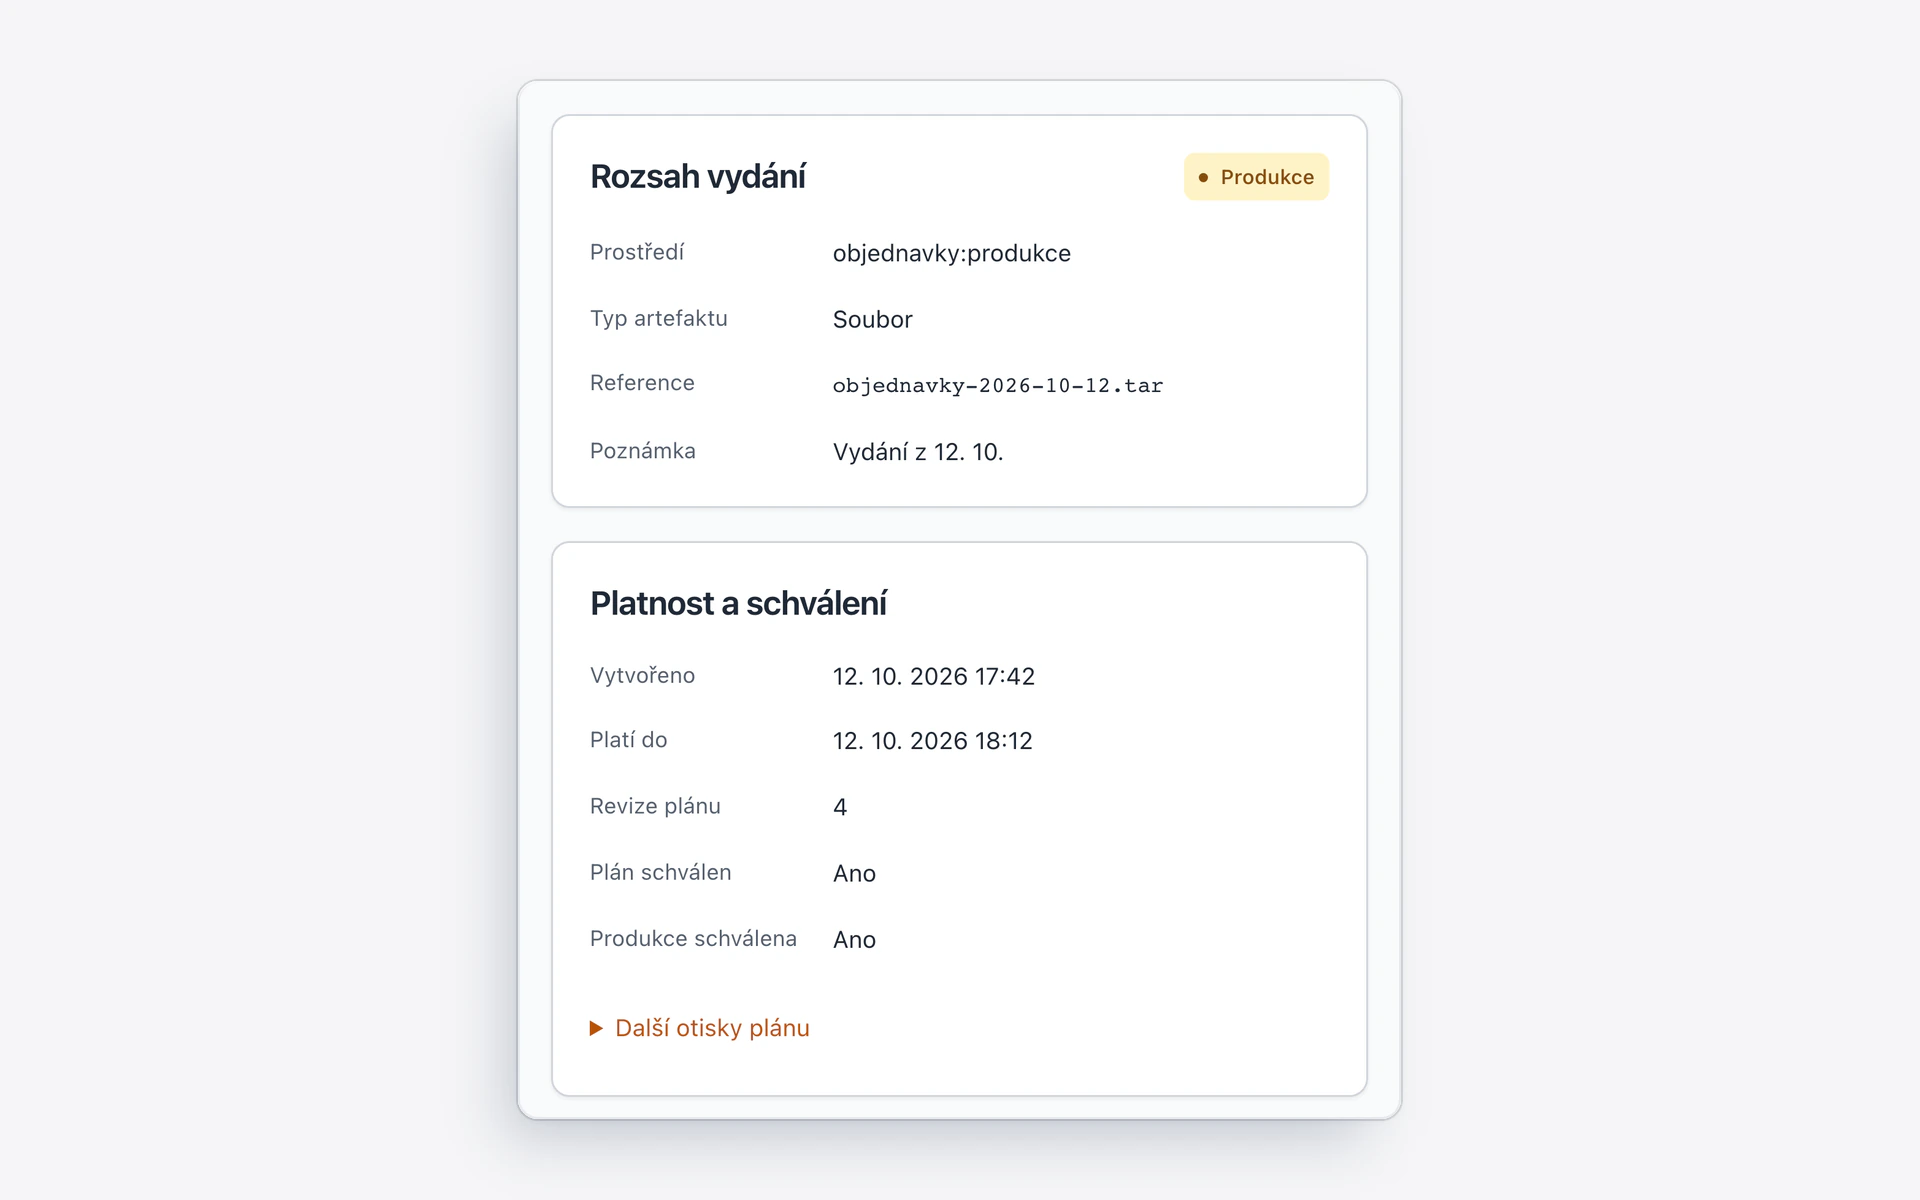 Rozsah vydání
Produkce
Prostředí objednavky:produkce
Typ artefaktu Soubor
Reference objednavky-2026-10-12.tar
Poznámka Vydání z 12. 10.
Platnost a schválení
Vytvořeno 12. 10. 2026 17:42
Platí do 12. 10. 2026 18:12
Revize plánu 4
Plán schválen Ano
Produkce schválena Ano
Další otisky plánu